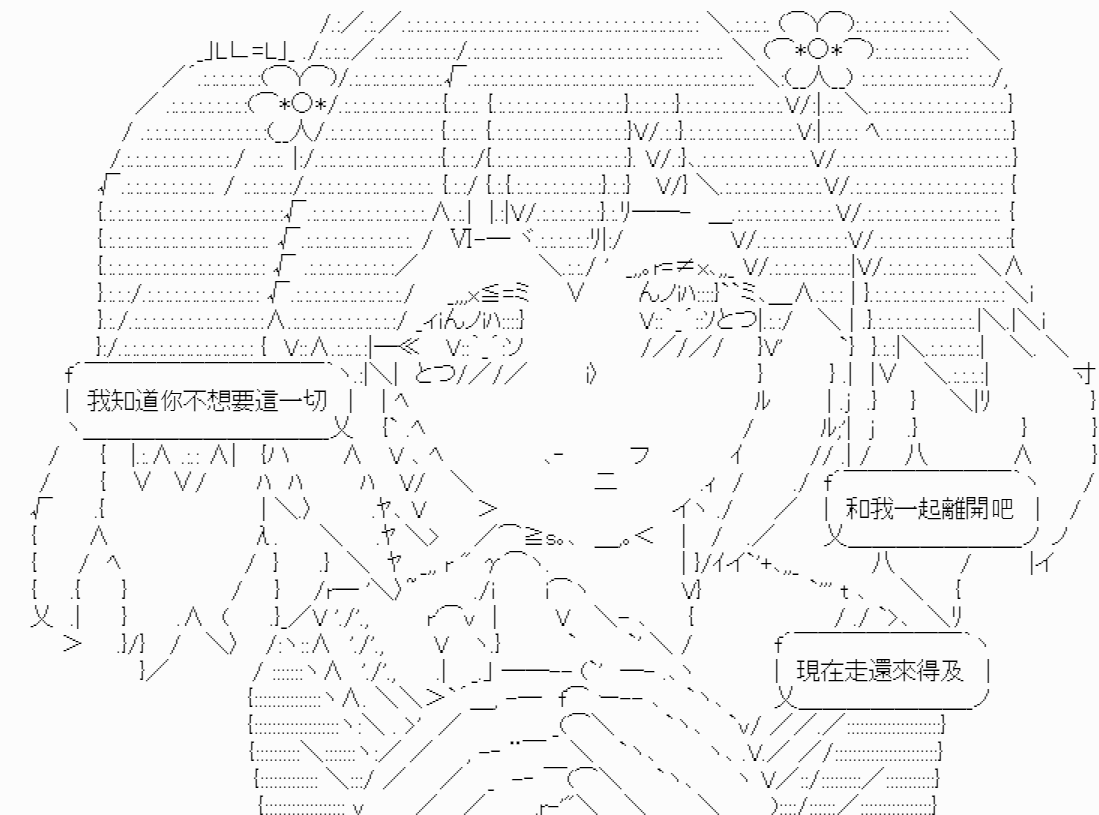 我知道你不想要這一切
和我一起離開吧
現在走還來得及